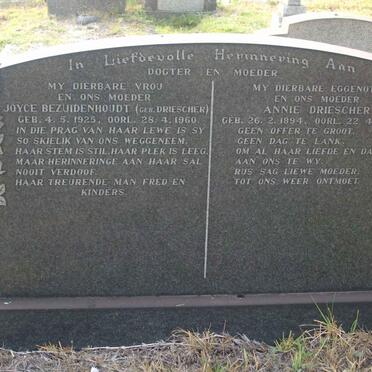 In Liefdevolle Herinnering Aan
DOGTER EN MOEDER
MY DIERBARE VROU
EN ONS MOEDER
JOYCE BEZUIDENHOUDT (GEB. DRIESCHER)
GEB. 4.5.1925, OORL. 28.4.1960.
IN DIE PRAG VAN HAAR LEWE IS SY
SO SKIELIK VAN ONS WEGGENEEM.
HAAR STEM IS STIL, HAAR PLEK IS LEEG,
MAAR HERINNERINGE AAN HAAR SAL
NOOIT VERDOOF.
HAAR TREURENDE MAN FRED EN
KINDERS.
MY DIERBARE EGGENOT
EN ONS MOEDER
ANNIE DRIESCHER
GEB. 26.2.1894, OORL. 22.4
GEEN OFFER TE GROOT,
GEEN DAG TE LANK,
OM AL HAAR LIEFDE EN DA
AAN ONS TE WY.
RUS SAG LIEWE MOEDER,
TOT ONS WEER ONTMOET.